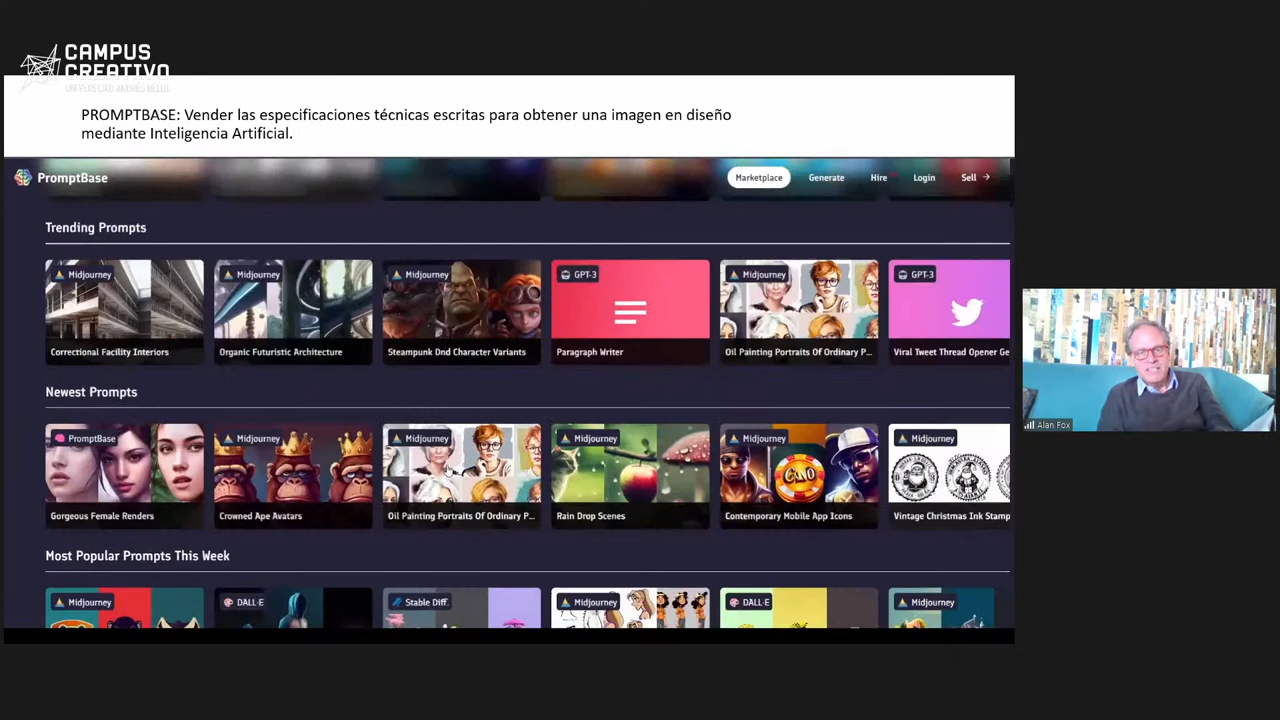 CAMPUS
CREATIVO
UNIVERSIDAD ANDRÉS BELLO
PROMPTBASE: Vender las especificaciones técnicas escritas para obtener una imagen en diseño
mediante Inteligencia Artificial.
PromptBase
Marketplace Generate Hire Login Sell →
Trending Prompts
Midjourney Midjourney Midjourney GPT-3 Midjourney GPT-3
Correctional Facility Interiors Organic Futuristic Architecture Steampunk Dnd Character Variants Paragraph Writer Oil Painting Portraits Of Ordinary P... Viral Tweet Thread Opener Ge
Newest Prompts
PromptBase Midjourney Midjourney Midjourney Midjourney Midjourney
Gorgeous Female Renders Crowned Ape Avatars Oil Painting Portraits Of Ordinary P... Rain Drop Scenes Contemporary Mobile App Icons Vintage Christmas Ink Stamp
Most Popular Prompts This Week
Midjourney DALL·E Stable Diff. Midjourney DALL·E Midjourney
Alan Fox